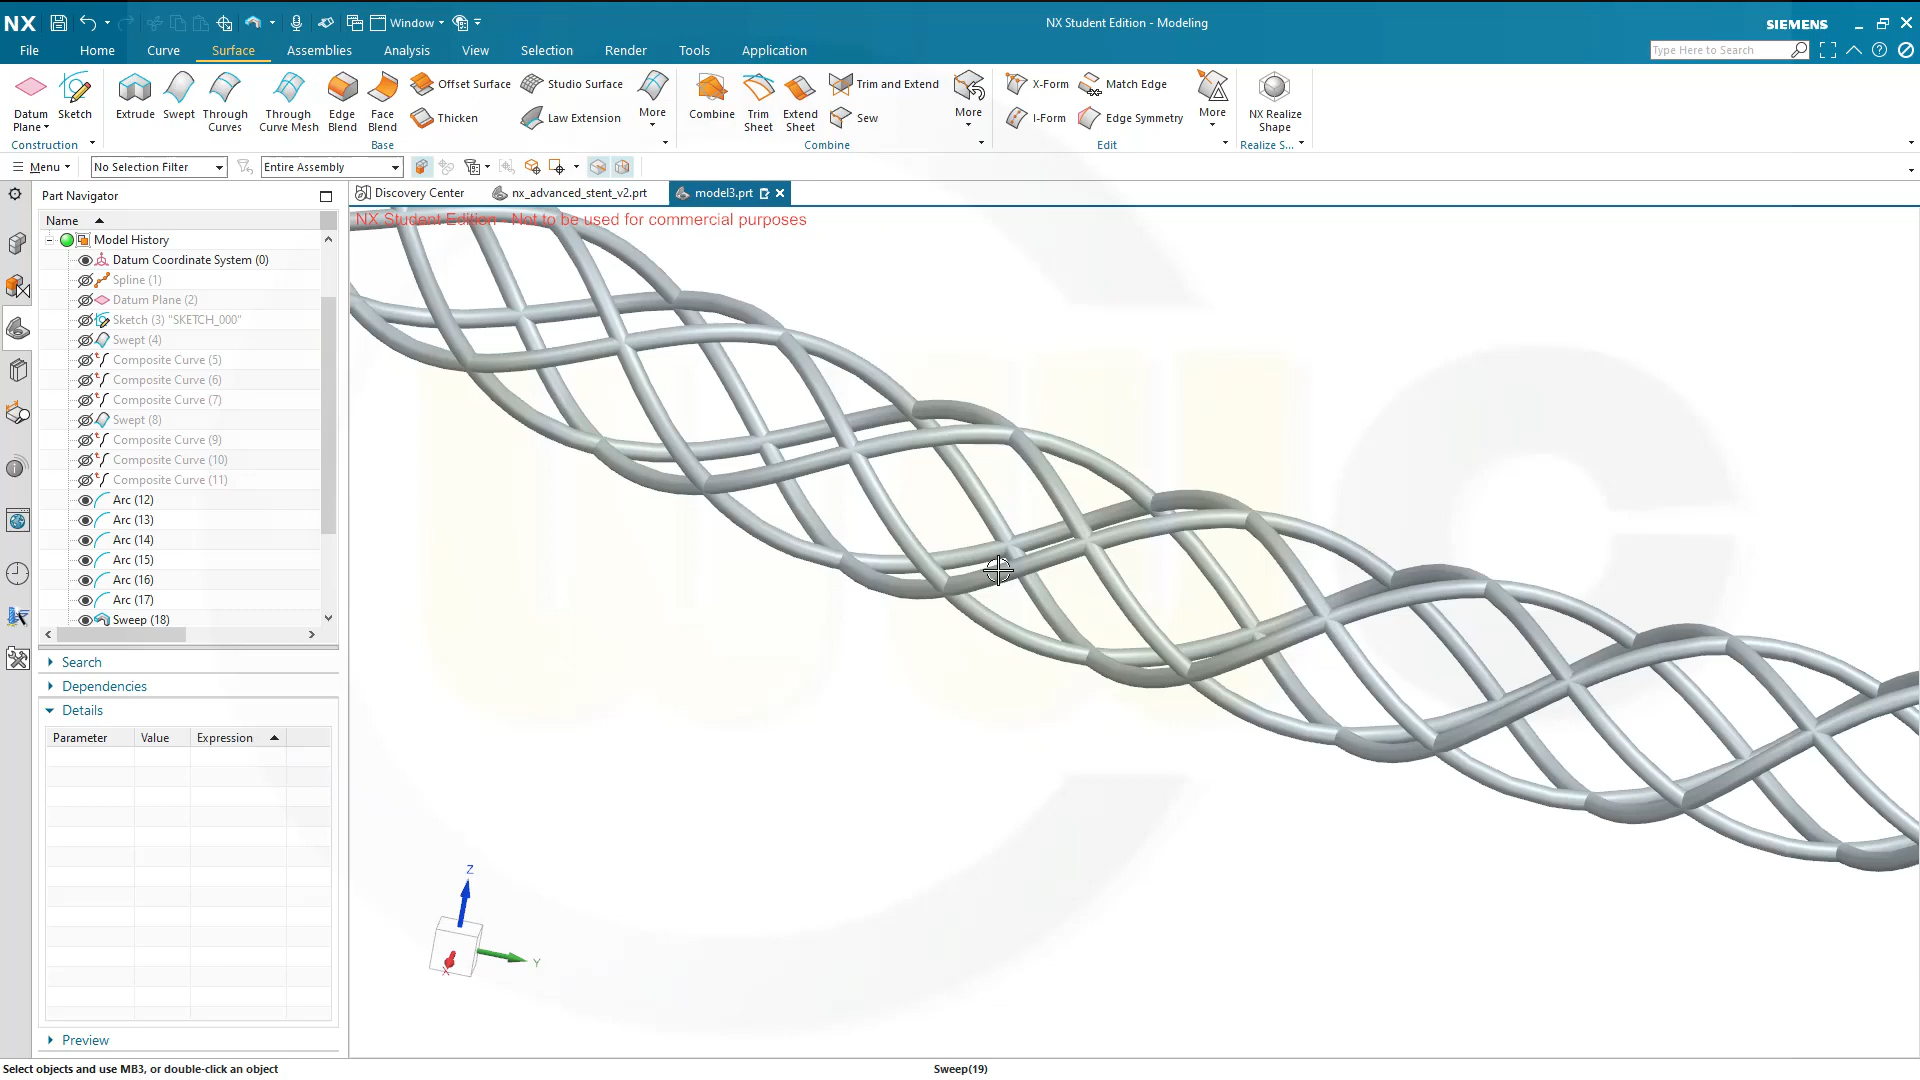 NX
Window
NX Student Edition - Modeling
SIEMENS
File
Home
Curve
Surface
Assemblies
Analysis
View
Selection
Render
Tools
Application
Type Here to Search
Datum Plane
Sketch
Construction
Extrude
Swept
Through Curves
Through Curve Mesh
Edge Blend
Face Blend
Offset Surface
Thicken
Studio Surface
Law Extension
More
Base
Combine
Trim Sheet
Extend Sheet
Trim and Extend
Sew
More
Combine
X-Form
I-Form
Match Edge
Edge Symmetry
More
Edit
NX Realize Shape
Realize S...
Menu
No Selection Filter
Entire Assembly
Part Navigator
Discovery Center
nx_advanced_stent_v2.prt
model3.prt
NX Student Edition - Not to be used for commercial purposes
Name
Model History
Datum Coordinate System (0)
Spline (1)
Datum Plane (2)
Sketch (3) "SKETCH_000"
Swept (4)
Composite Curve (5)
Composite Curve (6)
Composite Curve (7)
Swept (8)
Composite Curve (9)
Composite Curve (10)
Composite Curve (11)
Arc (12)
Arc (13)
Arc (14)
Arc (15)
Arc (16)
Arc (17)
Sweep (18)
Search
Dependencies
Details
Parameter
Value
Expression
Preview
Z
Y
X
Select objects and use MB3, or double-click an object
Sweep(19)